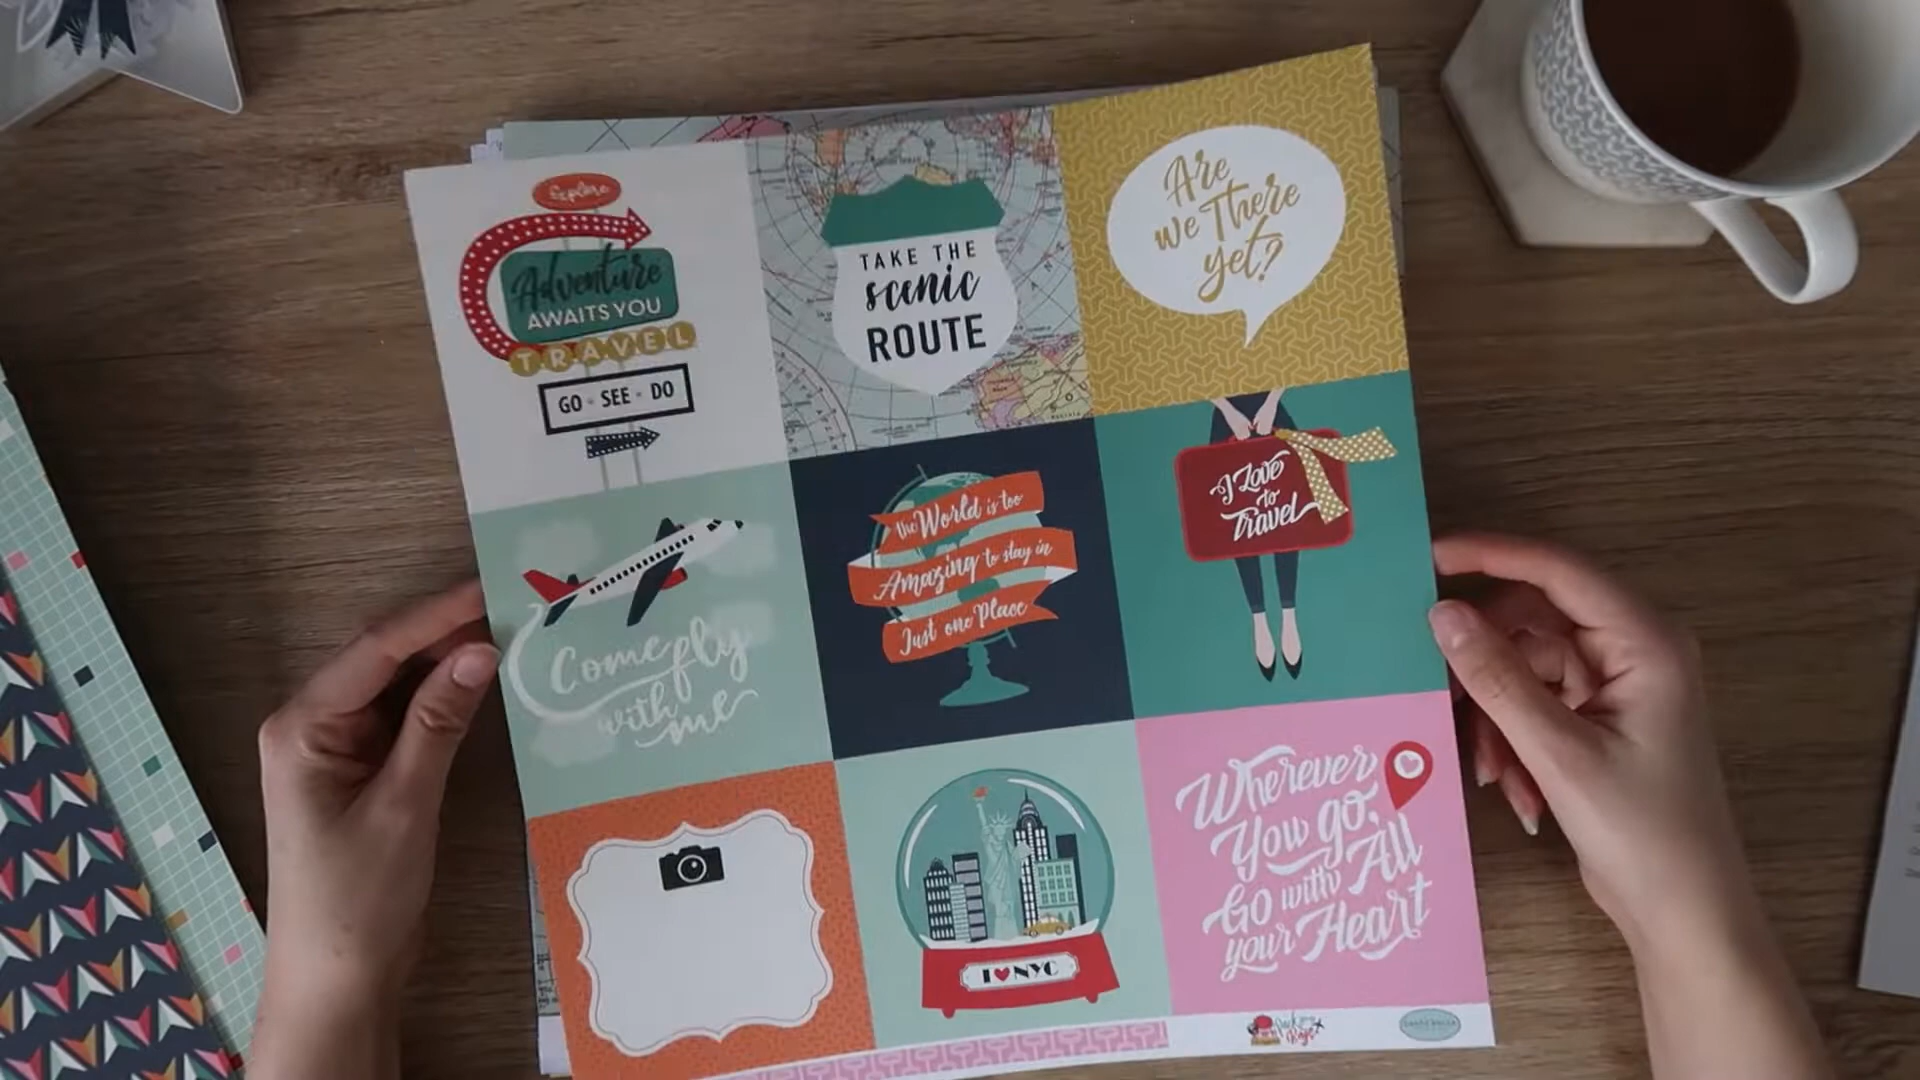 Explore
Adventure
AWAITS YOU
TRAVEL
GO - SEE - DO
TAKE THE
scenic
ROUTE
Are
we There
yet?
Come fly
with me
the World is too
Amazing to stay in
Just one Place
I Love
to
Travel
I ♥ NYC
Wherever
You go,
Go with All
your Heart